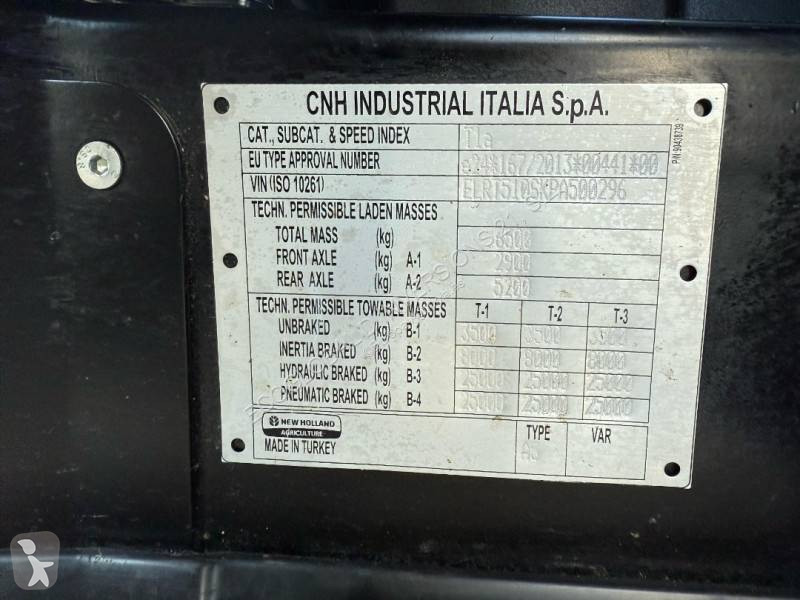 CNH INDUSTRIAL ITALIA S.p.A.
CAT., SUBCAT. & SPEED INDEX T1a
EU TYPE APPROVAL NUMBER e24*167/2013*00441*00
VIN (ISO 10261) ELRT510SKPA500296
TECHN. PERMISSIBLE LADEN MASSES
TOTAL MASS (kg)
FRONT AXLE (kg) A-1 2900
REAR AXLE (kg) A-2 5200
TECHN. PERMISSIBLE TOWABLE MASSES T-1 T-2 T-3
UNBRAKED (kg) B-1 3500 3500 3500
INERTIA BRAKED (kg) B-2 8000 8000 8000
HYDRAULIC BRAKED (kg) B-3 25000 25000 25000
PNEUMATIC BRAKED (kg) B-4 25000 25000 25000
NEW HOLLAND
AGRICULTURE
MADE IN TURKEY
TYPE VAR
P/N 90438739